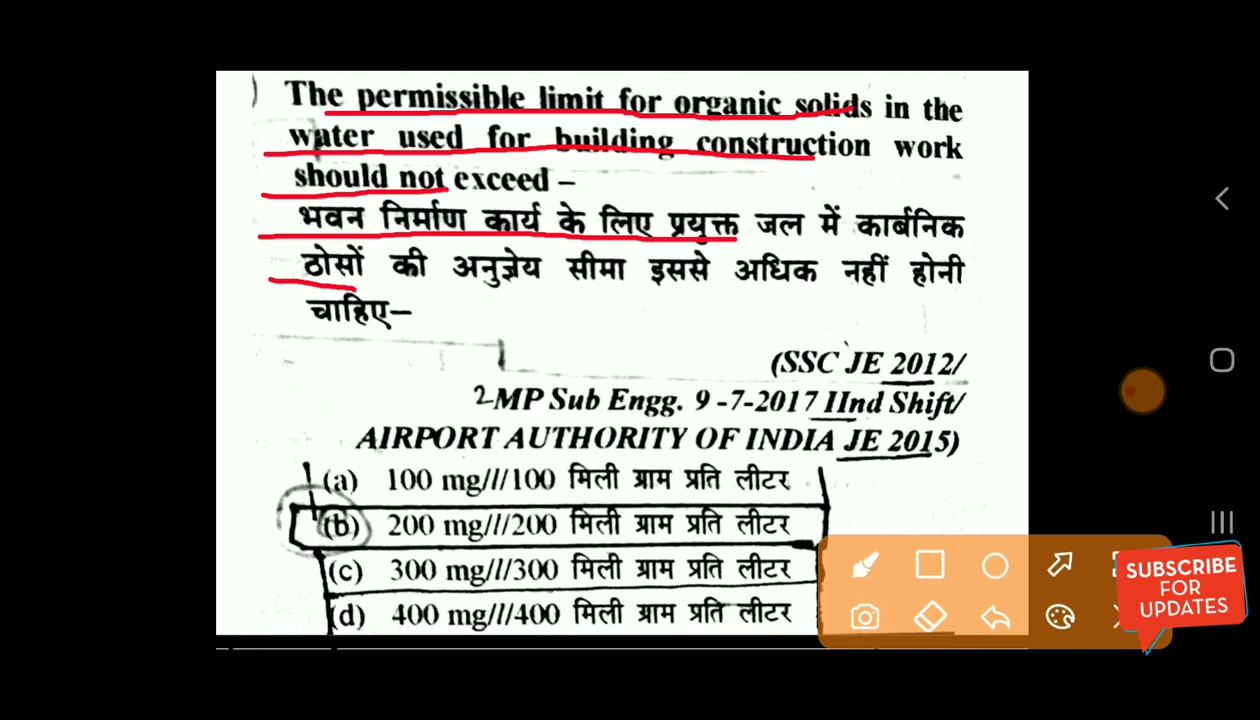 ) The permissible limit for organic solids in the
water used for building construction work
should not exceed –
भवन निर्माण कार्य के लिए प्रयुक्त जल में कार्बनिक
ठोसों की अनुज्ञेय सीमा इससे अधिक नहीं होनी
चाहिए–
(SSC JE 2012/
2-MP Sub Engg. 9 -7-2017 IInd Shift/
AIRPORT AUTHORITY OF INDIA JE 2015)
(a) 100 mg///100 मिली ग्राम प्रति लीटर
(b) 200 mg///200 मिली ग्राम प्रति लीटर
(c) 300 mg///300 मिली ग्राम प्रति लीटर
(d) 400 mg///400 मिली ग्राम प्रति लीटर
SUBSCRIBE
FOR
UPDATES